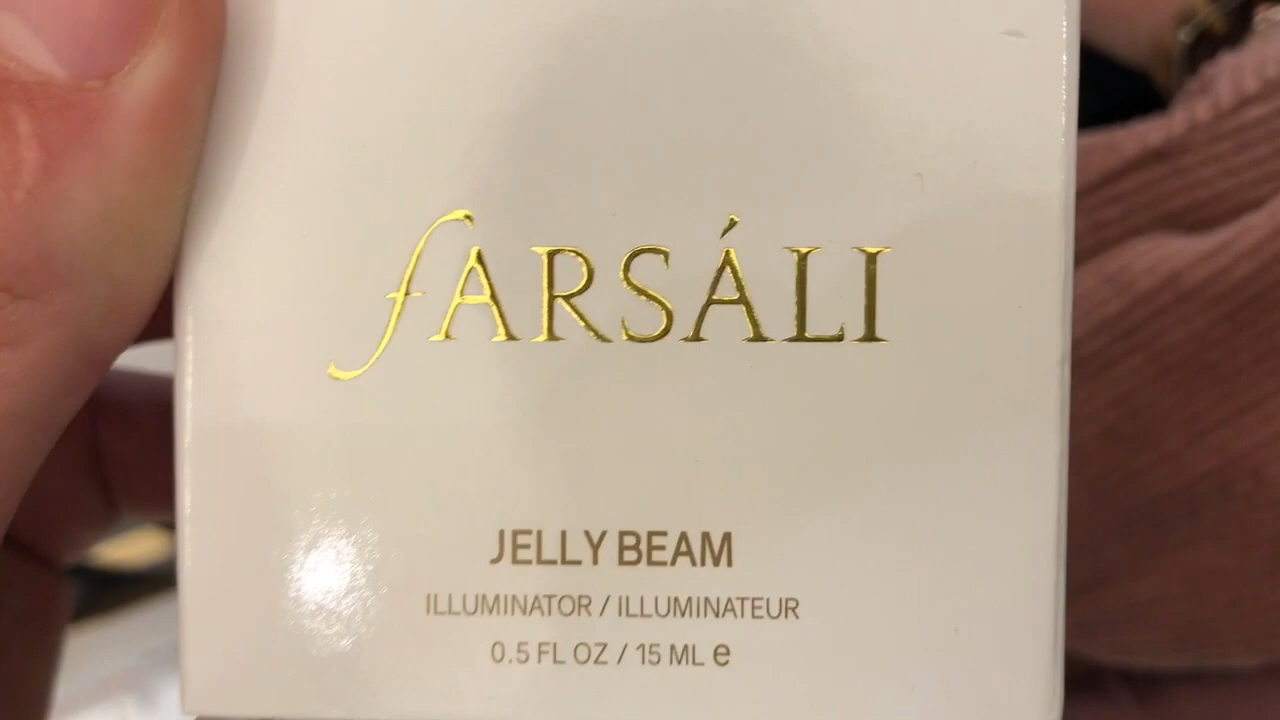 fARSÁLI
JELLY BEAM
ILLUMINATOR / ILLUMINATEUR
0.5 FL OZ / 15 ML e